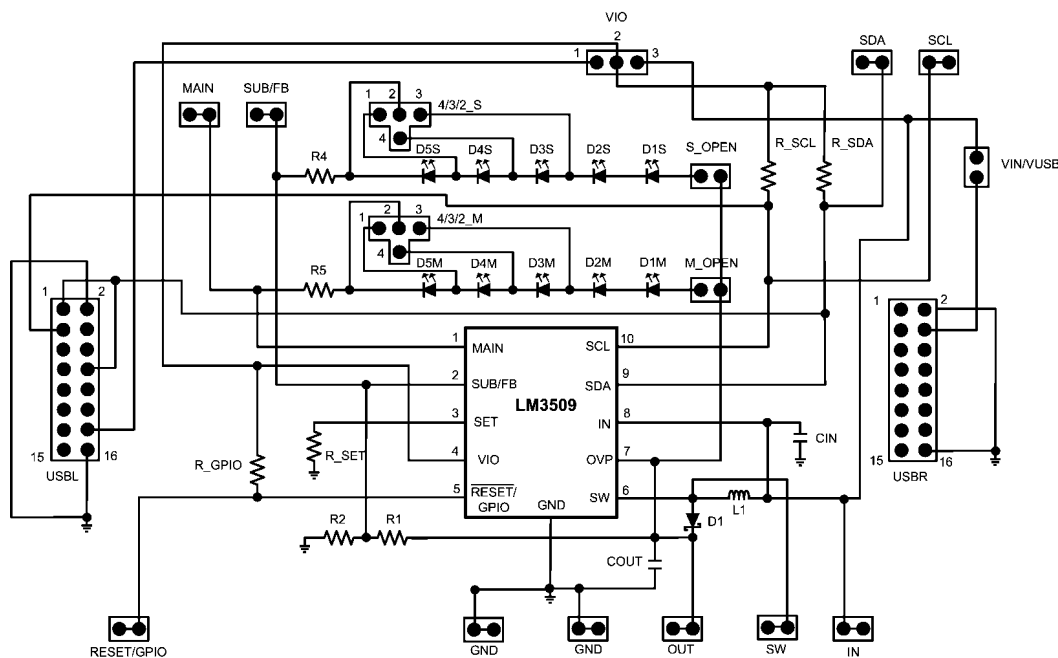 VIO
2
1
3
SDA
SCL
MAIN
SUB/FB
1
2
3
4/3/2_S
4
R4
D5S
D4S
D3S
D2S
D1S
S_OPEN
R_SCL
R_SDA
VIN/VUSB
1
2
3
4/3/2_M
4
R5
D5M
D4M
D3M
D2M
D1M
M_OPEN
1
2
15
16
USBL
1
2
15
16
USBR
1
MAIN
2
SUB/FB
3
SET
4
VIO
5
RESET/
GPIO
LM3509
GND
SCL
10
SDA
9
IN
8
OVP
7
SW
6
CIN
R_GPIO
R_SET
L1
D1
R2
R1
COUT
RESET/GPIO
GND
GND
OUT
SW
IN